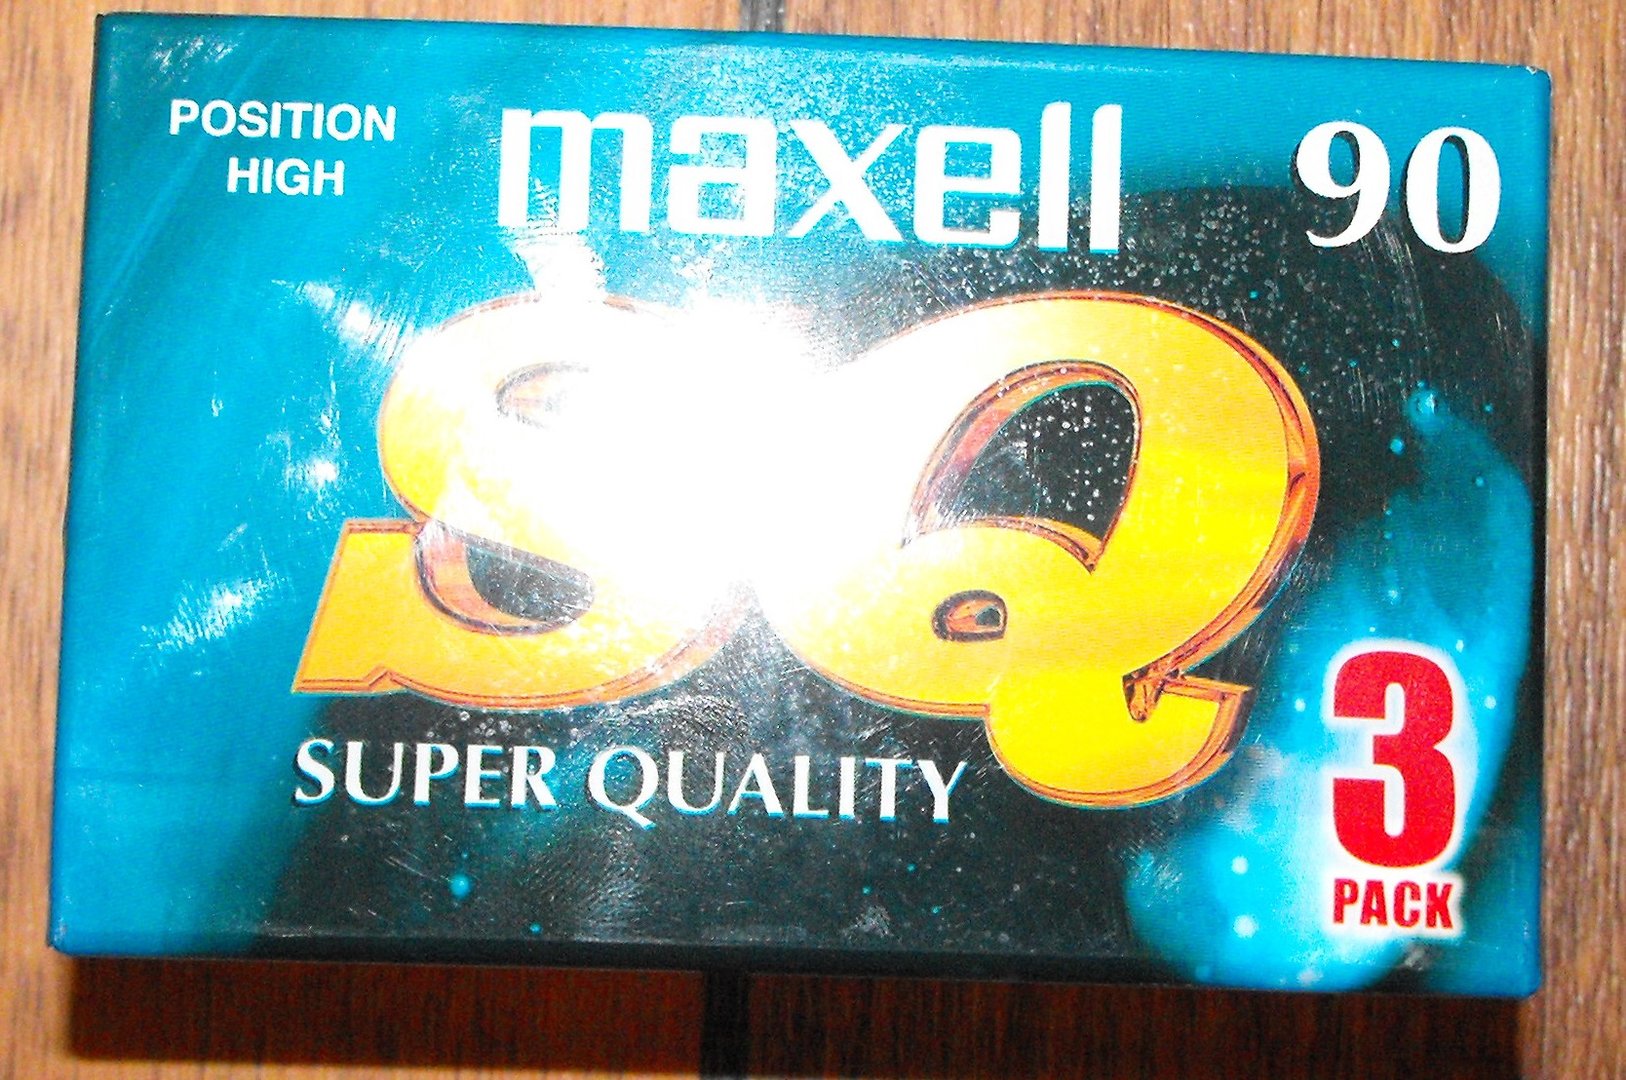 POSITION
HIGH
maxell
90
SQ
SUPER QUALITY
3
PACK